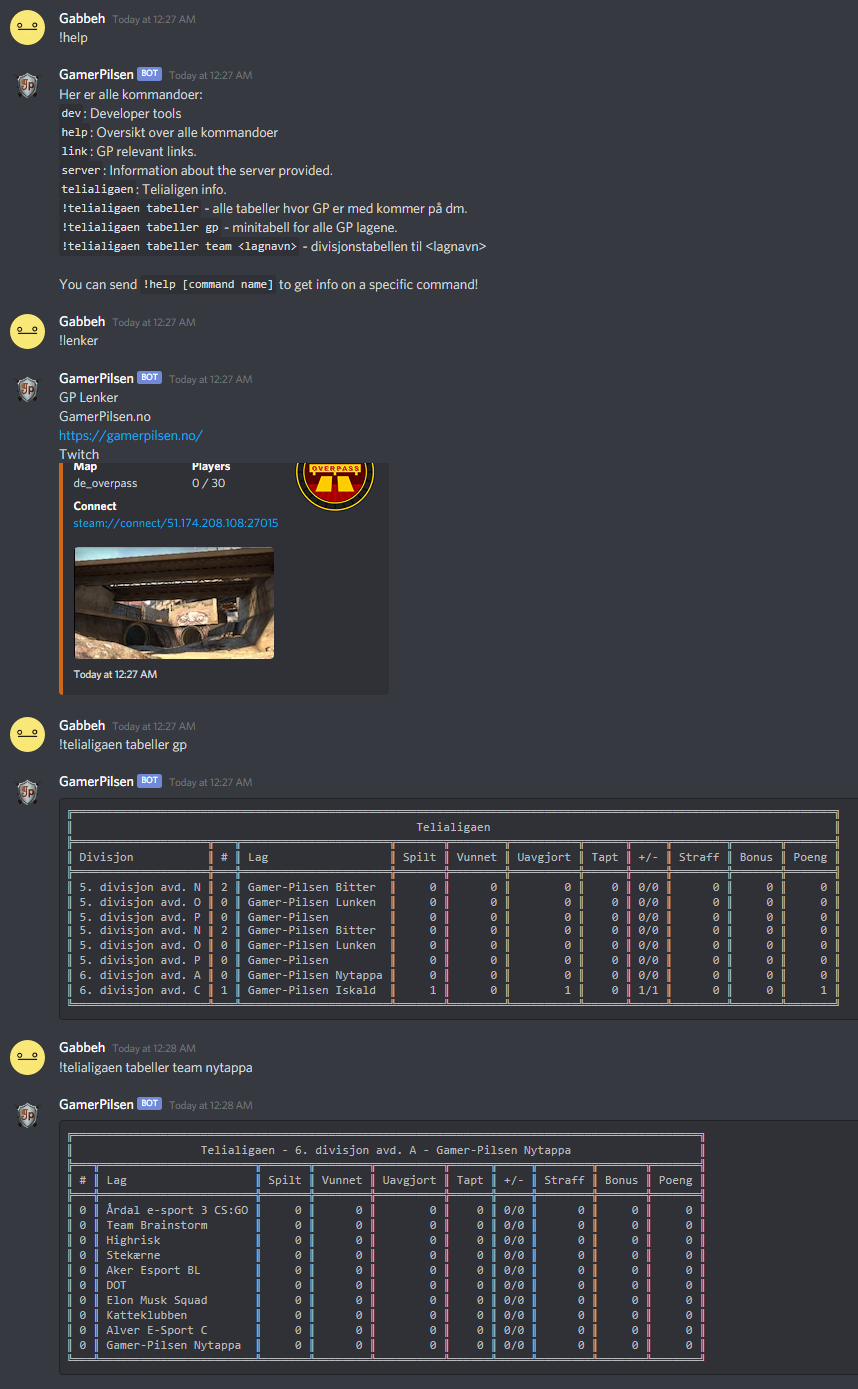 Gabbeh Today at 12:27 AM
!help
GamerPilsen BOT Today at 12:27 AM
Her er alle kommandoer:
dev: Developer tools
help: Oversikt over alle kommandoer
link: GP relevant links.
server: Information about the server provided.
telialigaen: Telialigen info.
!telialigaen tabeller - alle tabeller hvor GP er med kommer på dm.
!telialigaen tabeller gp - minitabell for alle GP lagene.
!telialigaen tabeller team <lagnavn> - divisjonstabellen til <lagnavn>
You can send !help [command name] to get info on a specific command!
Gabbeh Today at 12:27 AM
!lenker
GamerPilsen BOT Today at 12:27 AM
GP Lenker
GamerPilsen.no
https://gamerpilsen.no/
Twitch
Map Players
de_overpass 0 / 30
OVERPASS
Connect
steam://connect/51.174.208.108:27015
Today at 12:27 AM
Gabbeh Today at 12:27 AM
!telialigaen tabeller gp
GamerPilsen BOT Today at 12:27 AM
Telialigaen
Divisjon # Lag Spilt Vunnet Uavgjort Tapt +/- Straff Bonus Poeng
5. divisjon avd. N 2 Gamer-Pilsen Bitter 0 0 0 0 0/0 0 0 0
5. divisjon avd. O 0 Gamer-Pilsen Lunken 0 0 0 0 0/0 0 0 0
5. divisjon avd. P 0 Gamer-Pilsen 0 0 0 0 0/0 0 0 0
5. divisjon avd. N 2 Gamer-Pilsen Bitter 0 0 0 0 0/0 0 0 0
5. divisjon avd. O 0 Gamer-Pilsen Lunken 0 0 0 0 0/0 0 0 0
5. divisjon avd. P 0 Gamer-Pilsen 0 0 0 0 0/0 0 0 0
6. divisjon avd. A 0 Gamer-Pilsen Nytappa 0 0 0 0 0/0 0 0 0
6. divisjon avd. C 1 Gamer-Pilsen Iskald 1 0 1 0 1/1 0 0 1
Gabbeh Today at 12:28 AM
!telialigaen tabeller team nytappa
GamerPilsen BOT Today at 12:28 AM
Telialigaen - 6. divisjon avd. A - Gamer-Pilsen Nytappa
# Lag Spilt Vunnet Uavgjort Tapt +/- Straff Bonus Poeng
0 Årdal e-sport 3 CS:GO 0 0 0 0 0/0 0 0 0
0 Team Brainstorm 0 0 0 0 0/0 0 0 0
0 Highrisk 0 0 0 0 0/0 0 0 0
0 Stekærne 0 0 0 0 0/0 0 0 0
0 Aker Esport BL 0 0 0 0 0/0 0 0 0
0 DOT 0 0 0 0 0/0 0 0 0
0 Elon Musk Squad 0 0 0 0 0/0 0 0 0
0 Katteklubben 0 0 0 0 0/0 0 0 0
0 Alver E-Sport C 0 0 0 0 0/0 0 0 0
0 Gamer-Pilsen Nytappa 0 0 0 0 0/0 0 0 0